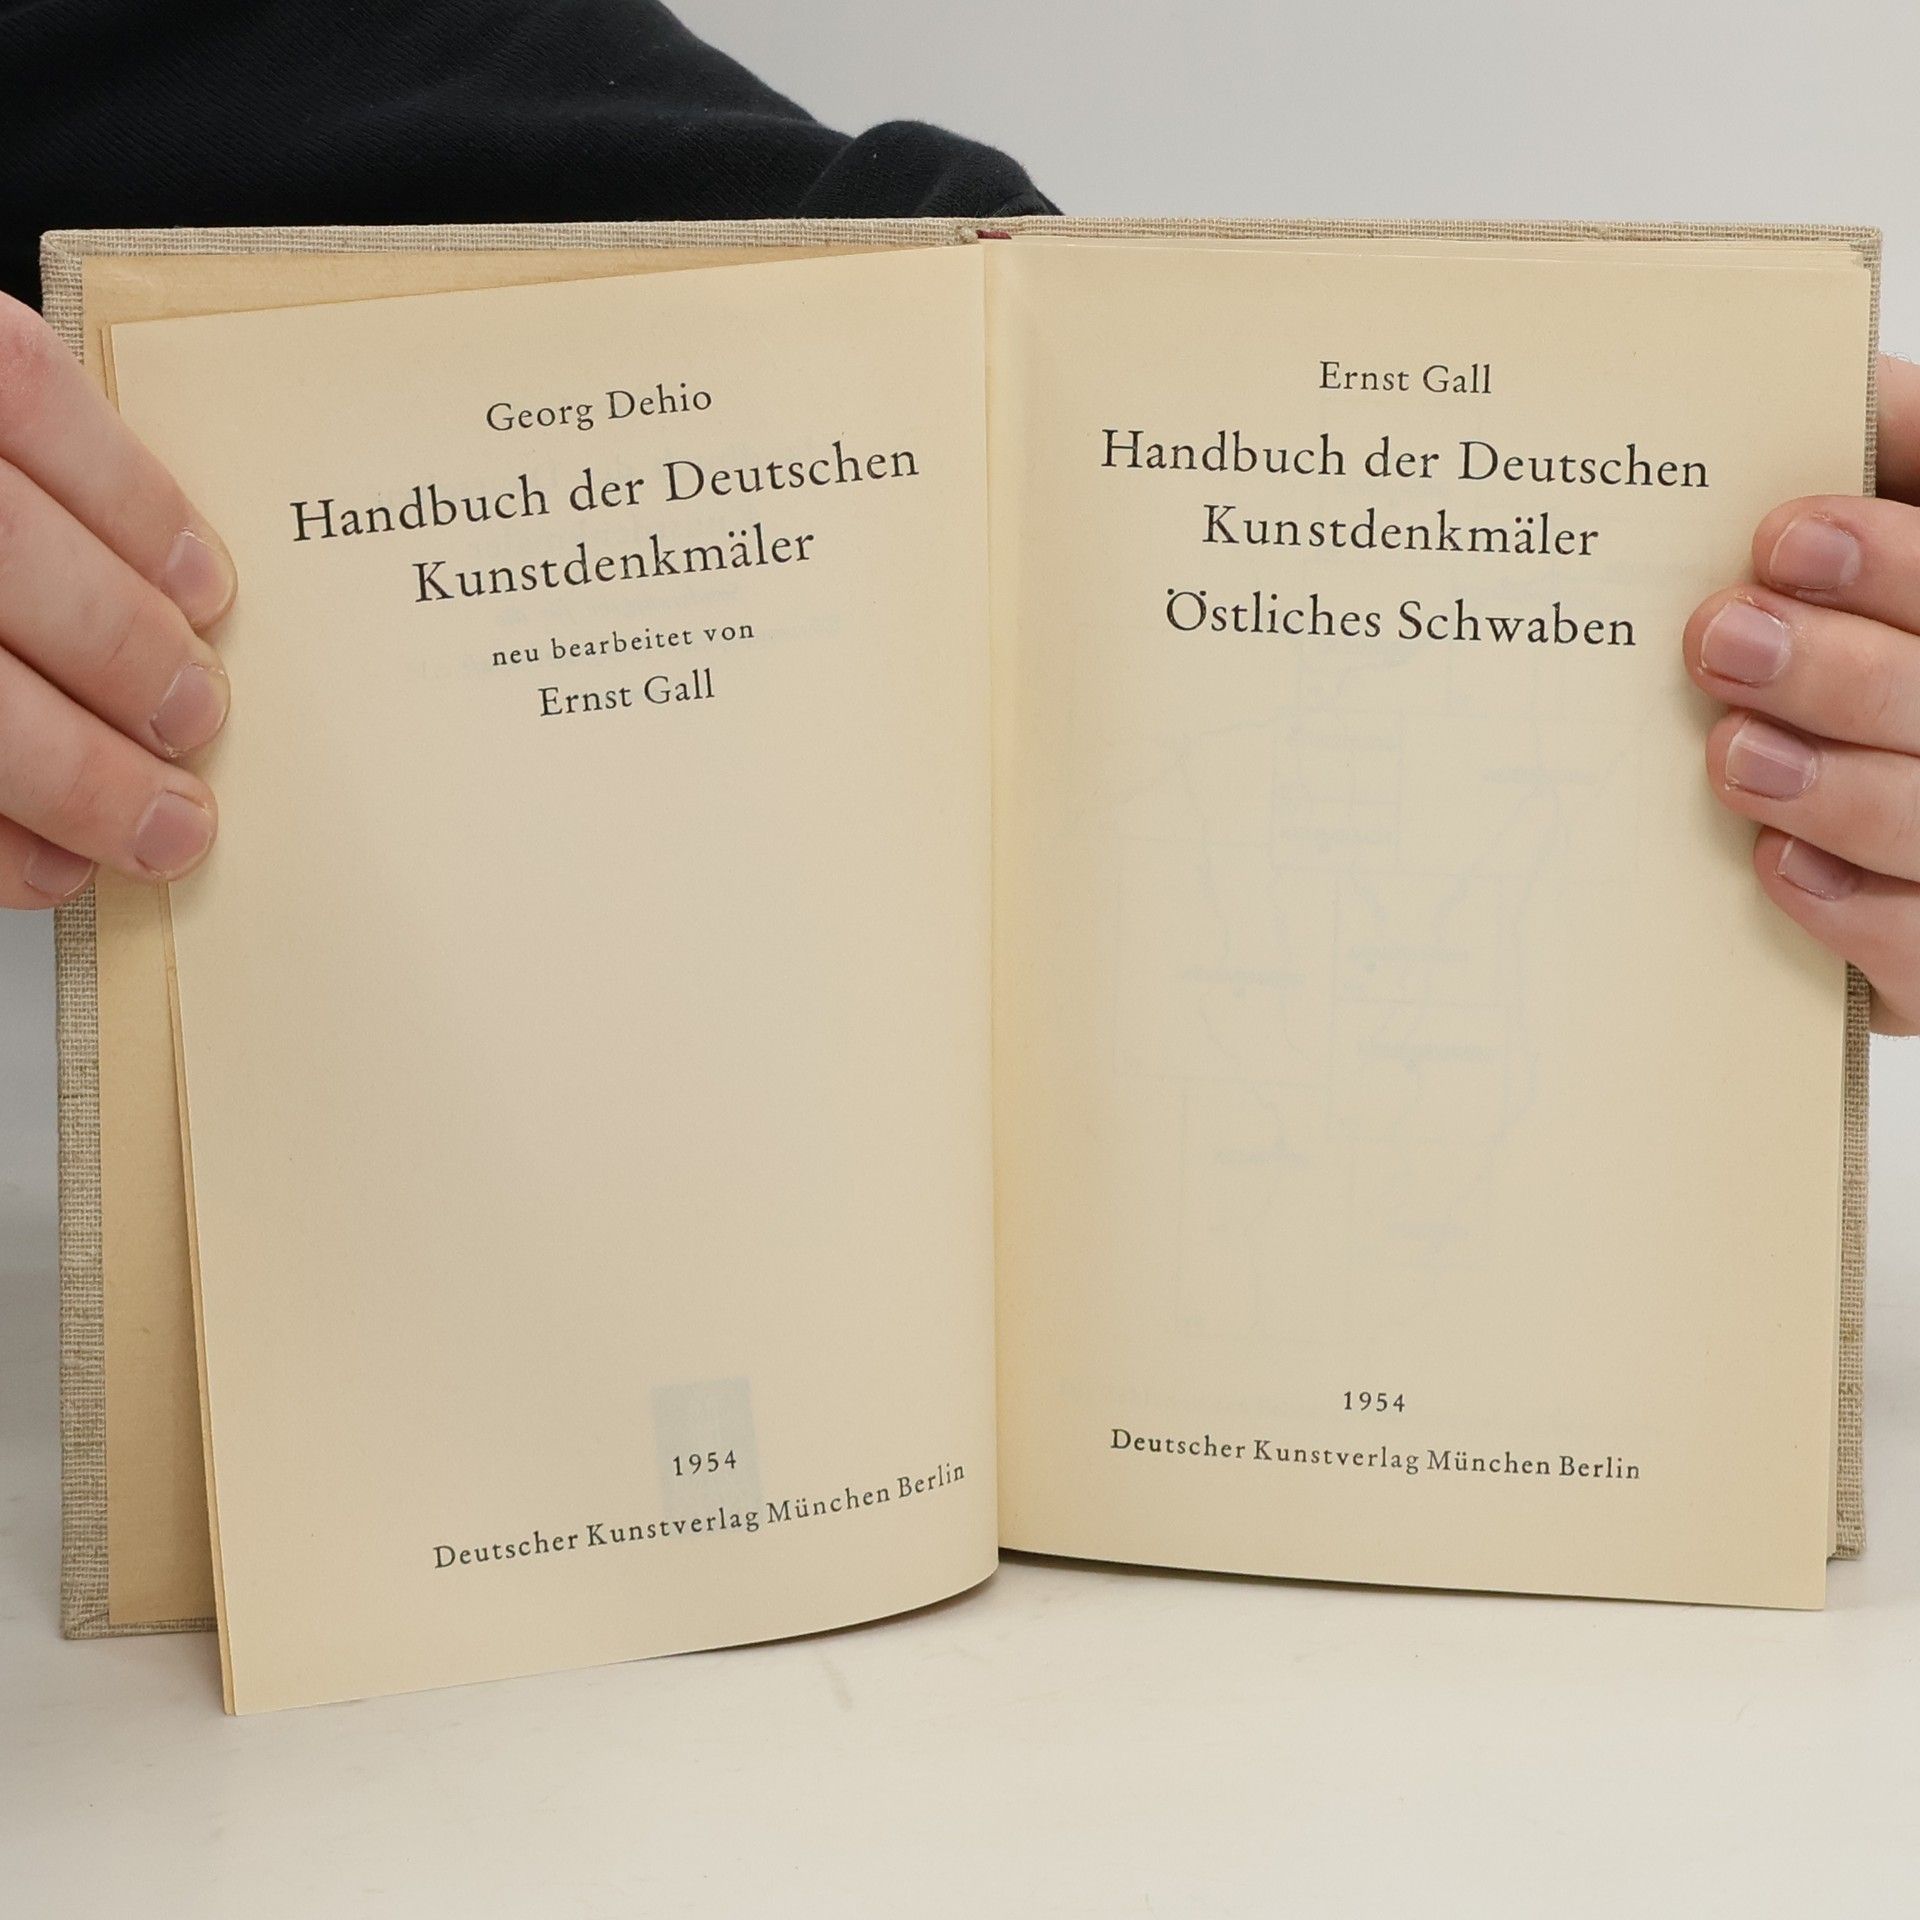 Georg Dehio
Handbuch der Deutschen
Kunstdenkmäler
neu bearbeitet von
Ernst Gall
1954
Deutscher Kunstverlag München Berlin
Ernst Gall
Handbuch der Deutschen
Kunstdenkmäler
Östliches Schwaben
1954
Deutscher Kunstverlag München Berlin